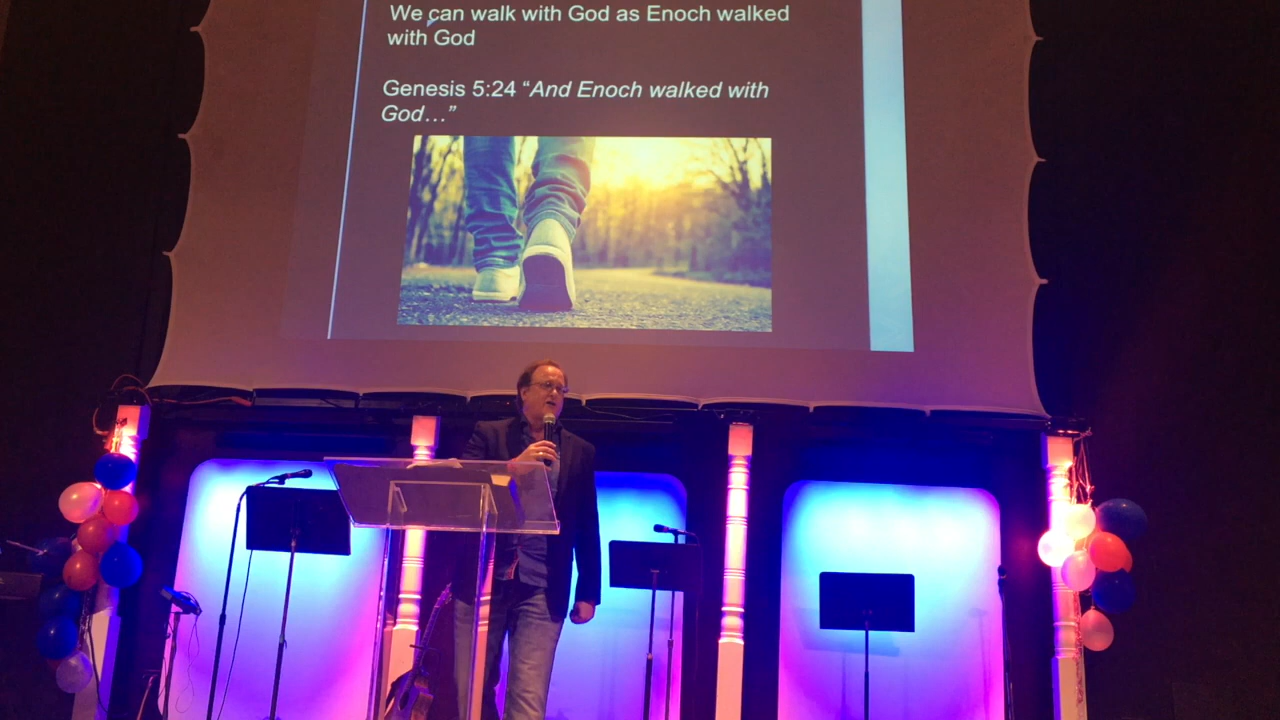 We can walk with God as Enoch walked
with God
Genesis 5:24 “And Enoch walked with
God…”